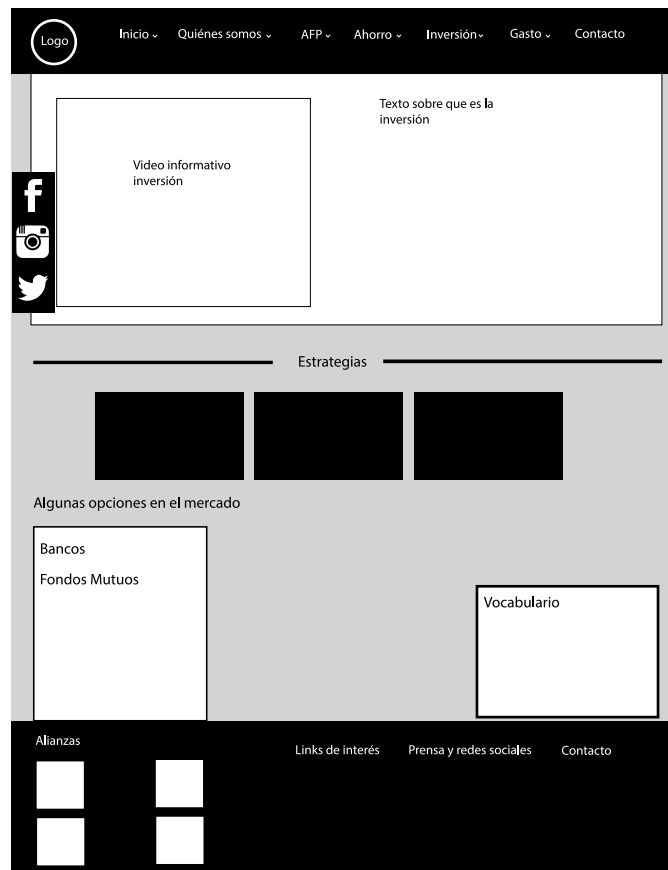 Logo
Inicio
Quiénes somos
AFP
Ahorro
Inversión
Gasto
Contacto
Texto sobre que es la
inversión
Video informativo
inversión
Estrategias
Algunas opciones en el mercado
Bancos
Fondos Mutuos
Vocabulario
Alianzas
Links de interés
Prensa y redes sociales
Contacto